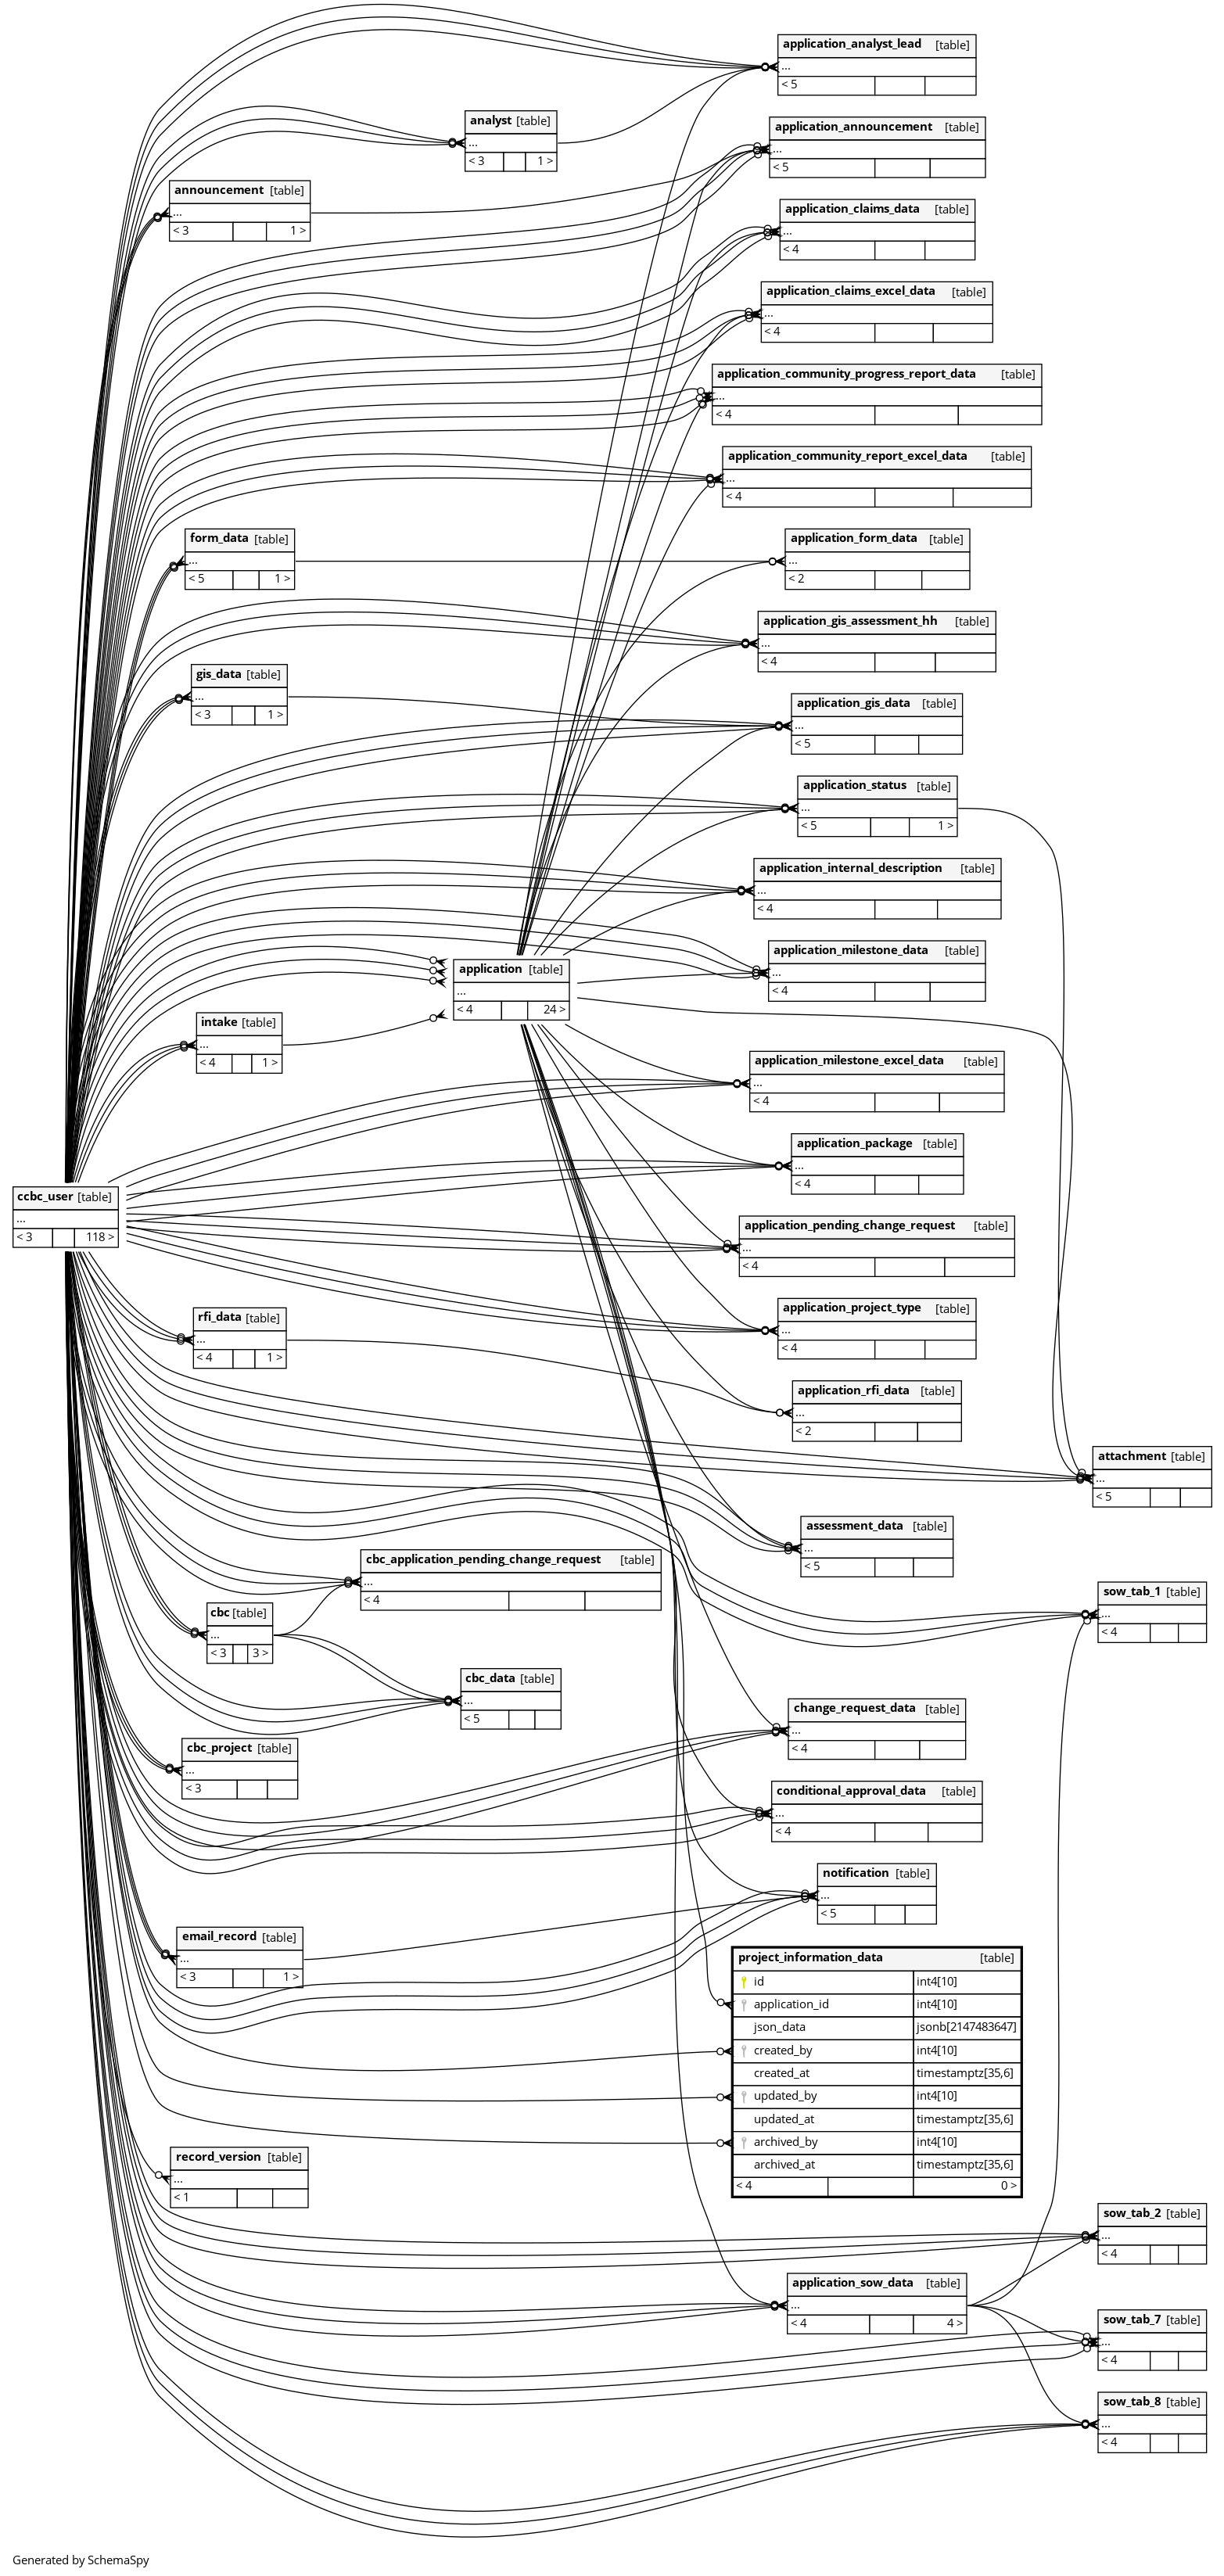 application_analyst_lead [table]
...
< 5
analyst [table]
...
< 3 1 >
application_announcement [table]
...
< 5
announcement [table]
...
< 3 1 >
application_claims_data [table]
...
< 4
application_claims_excel_data [table]
...
< 4
application_community_progress_report_data [table]
...
< 4
application_community_report_excel_data [table]
...
< 4
form_data [table]
...
< 5 1 >
application_form_data [table]
...
< 2
application_gis_assessment_hh [table]
...
< 4
gis_data [table]
...
< 3 1 >
application_gis_data [table]
...
< 5
application_status [table]
...
< 5 1 >
application_internal_description [table]
...
< 4
application_milestone_data [table]
...
< 4
application [table]
...
< 4 24 >
intake [table]
...
< 4 1 >
application_milestone_excel_data [table]
...
< 4
application_package [table]
...
< 4
ccbc_user [table]
...
< 3 118 >
application_pending_change_request [table]
...
< 4
application_project_type [table]
...
< 4
rfi_data [table]
...
< 4 1 >
application_rfi_data [table]
...
< 2
attachment [table]
...
< 5
assessment_data [table]
...
< 5
cbc_application_pending_change_request [table]
...
< 4
sow_tab_1 [table]
...
< 4
cbc [table]
...
< 3 3 >
cbc_data [table]
...
< 5
change_request_data [table]
...
< 4
cbc_project [table]
...
< 3
conditional_approval_data [table]
...
< 4
notification [table]
...
< 5
email_record [table]
...
< 3 1 >
project_information_data [table]
id int4[10]
application_id int4[10]
json_data jsonb[2147483647]
created_by int4[10]
created_at timestamptz[35,6]
updated_by int4[10]
updated_at timestamptz[35,6]
archived_by int4[10]
archived_at timestamptz[35,6]
< 4 0 >
record_version [table]
...
< 1
sow_tab_2 [table]
...
< 4
application_sow_data [table]
...
< 4 4 >
sow_tab_7 [table]
...
< 4
sow_tab_8 [table]
...
< 4
Generated by SchemaSpy